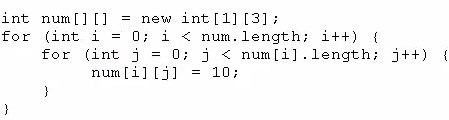 int num[][] = new int[1][3];
for (int i = 0; i < num.length; i++) {
    for (int j = 0; j < num[i].length; j++) {
        num[i][j] = 10;
    }
}